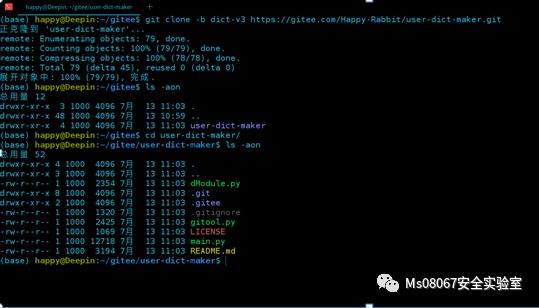 happy@Deepin:~/gitee/user-dict-maker
(base) happy@Deepin:~/gitee$ git clone -b dict-v3 https://gitee.com/Happy-Rabbit/user-dict-maker.git
正克隆到 'user-dict-maker'...
remote: Enumerating objects: 79, done.
remote: Counting objects: 100% (79/79), done.
remote: Compressing objects: 100% (78/78), done.
remote: Total 79 (delta 45), reused 0 (delta 0)
展开对象中: 100% (79/79), 完成.
(base) happy@Deepin:~/gitee$ ls -aon
总用量 12
drwxr-xr-x 3 1000 4096 7月 13 11:03 .
drwxr-xr-x 48 1000 4096 7月 13 10:59 ..
drwxr-xr-x 4 1000 4096 7月 13 11:03 user-dict-maker
(base) happy@Deepin:~/gitee$ cd user-dict-maker/
(base) happy@Deepin:~/gitee/user-dict-maker$ ls -aon
总用量 52
drwxr-xr-x 4 1000 4096 7月 13 11:03 .
drwxr-xr-x 3 1000 4096 7月 13 11:03 ..
-rw-r--r-- 1 1000 2354 7月 13 11:03 dModule.py
drwxr-xr-x 8 1000 4096 7月 13 11:03 .git
drwxr-xr-x 2 1000 4096 7月 13 11:03 .gitee
-rw-r--r-- 1 1000 1320 7月 13 11:03 .gitignore
-rw-r--r-- 1 1000 2425 7月 13 11:03 gitool.py
-rw-r--r-- 1 1000 1069 7月 13 11:03 LICENSE
-rw-r--r-- 1 1000 12718 7月 13 11:03 main.py
-rw-r--r-- 1 1000 3194 7月 13 11:03 README.md
(base) happy@Deepin:~/gitee/user-dict-maker$
Ms08067安全实验室